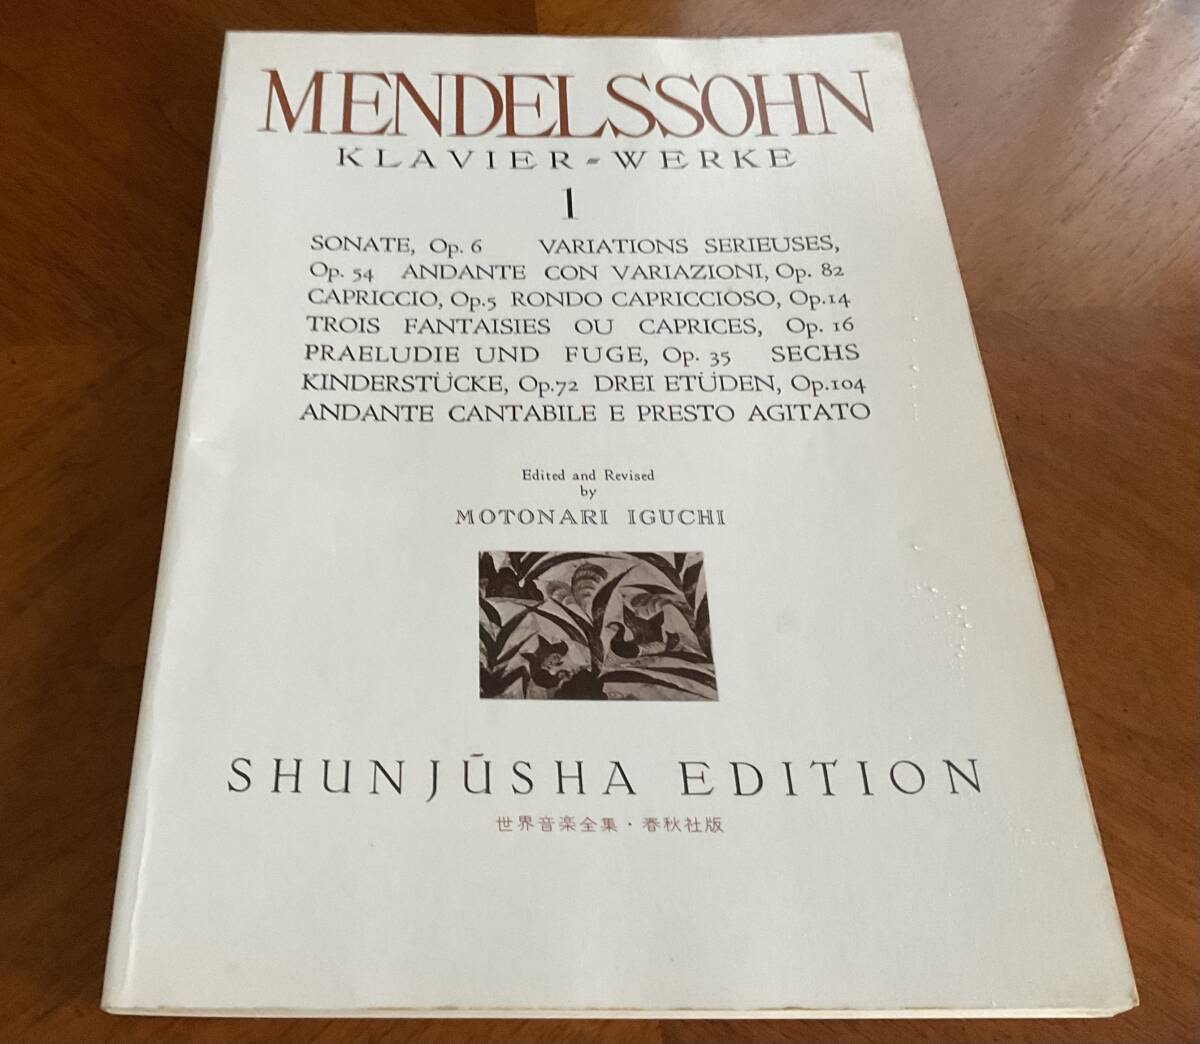 MENDELSSOHN
KLAVIER-WERKE
1
SONATE, Op. 6 VARIATIONS SERIEUSES,
Op. 54 ANDANTE CON VARIAZIONI, Op. 82
CAPRICCIO, Op.5 RONDO CAPRICCIOSO, Op.14
TROIS FANTAISIES OU CAPRICES, Op. 16
PRAELUDIE UND FUGE, Op. 35 SECHS
KINDERSTÜCKE, Op.72 DREI ETÜDEN, Op.104
ANDANTE CANTABILE E PRESTO AGITATO
Edited and Revised
by
MOTONARI IGUCHI
SHUNJŪSHA EDITION
世界音楽全集・春秋社版